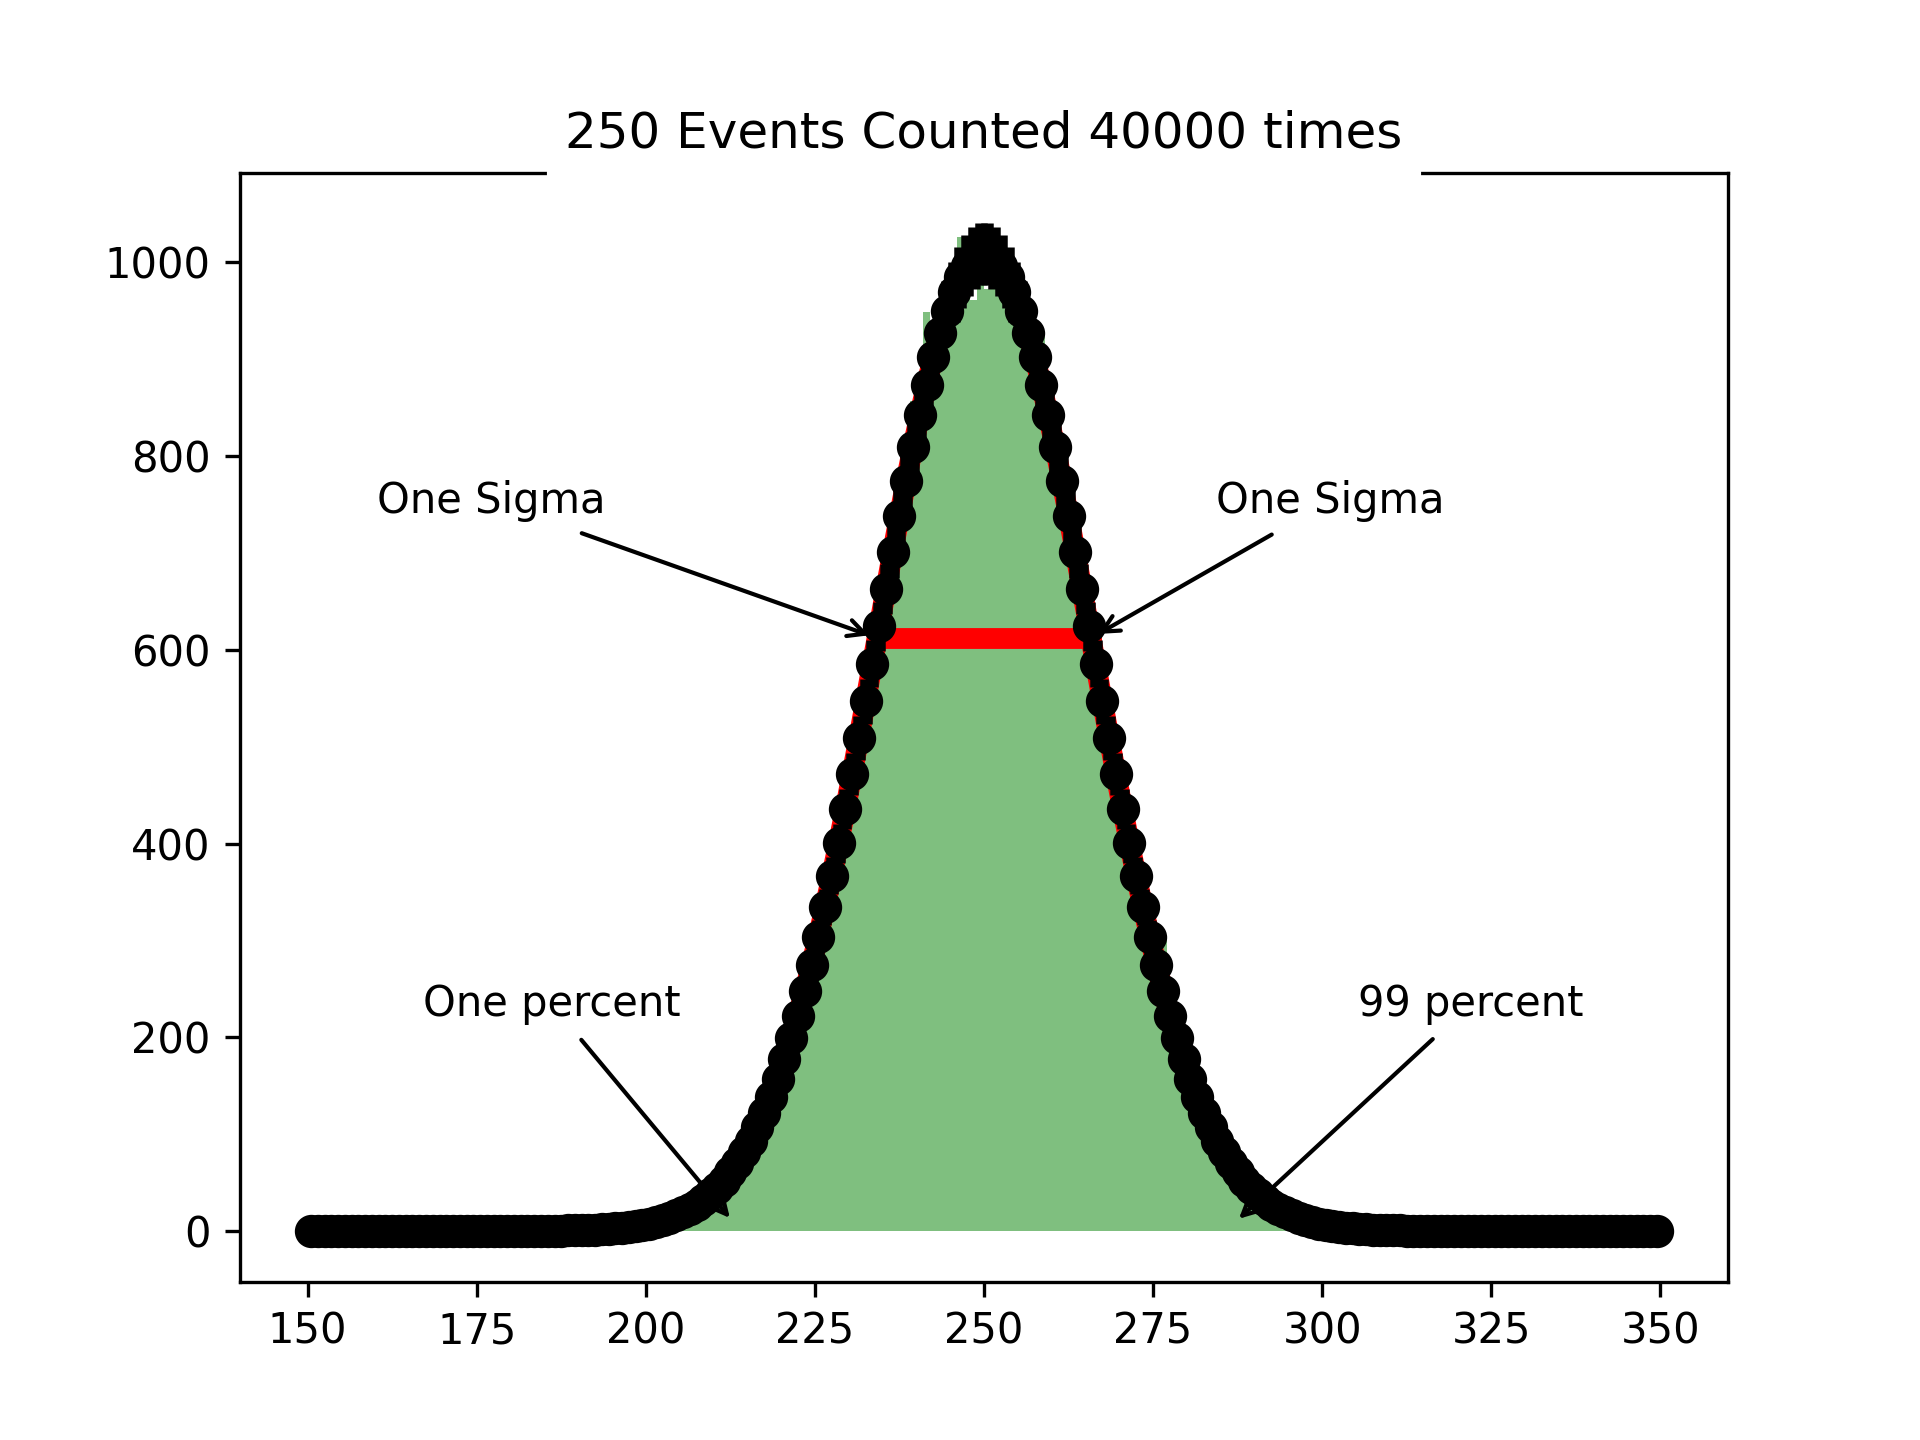 250 Events Counted 40000 times
1000
800
One Sigma
One Sigma
600
400
One percent
99 percent
200
0
150 175 200 225 250 275 300 325 350